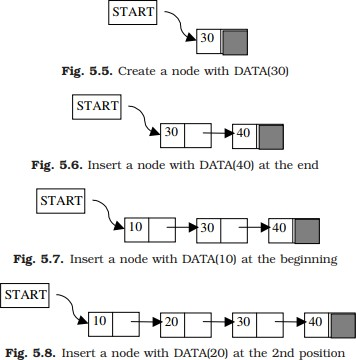 START
30
Fig. 5.5. Create a node with DATA(30)
START
30 40
Fig. 5.6. Insert a node with DATA(40) at the end
START
10 30 40
Fig. 5.7. Insert a node with DATA(10) at the beginning
START
10 20 30 40
Fig. 5.8. Insert a node with DATA(20) at the 2nd position